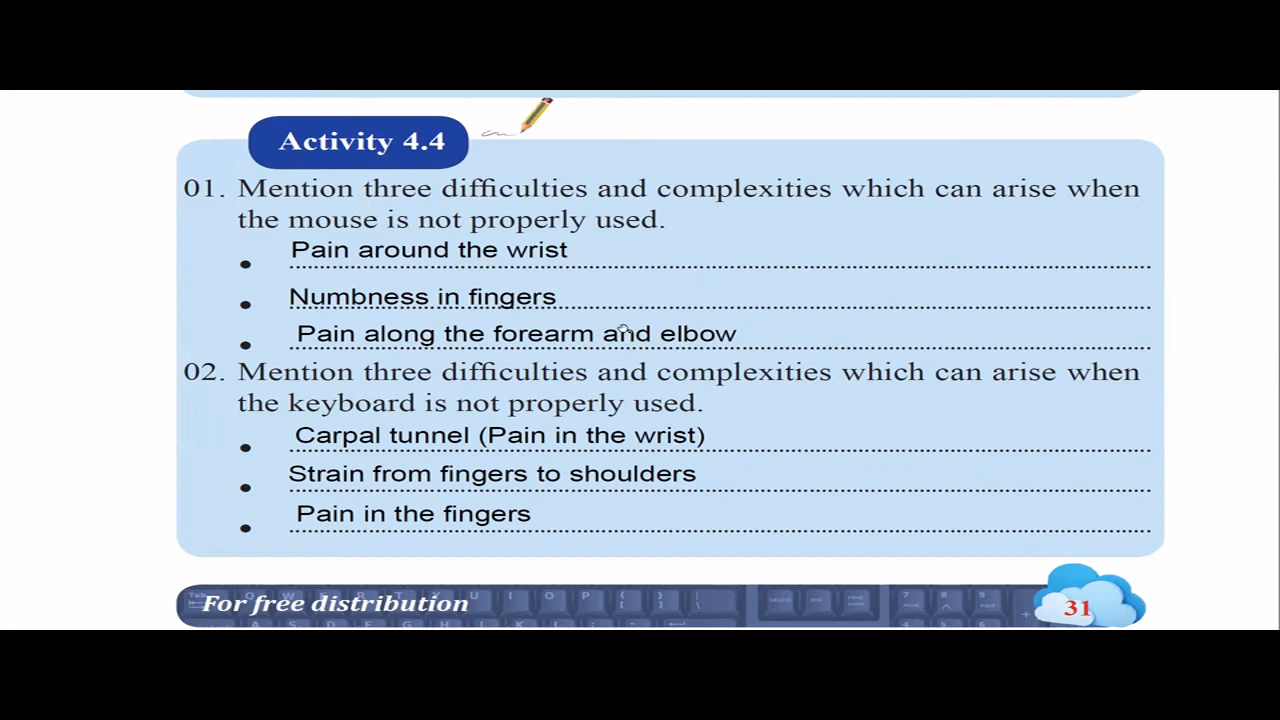 Activity 4.4
01. Mention three difficulties and complexities which can arise when
the mouse is not properly used.
• Pain around the wrist
• Numbness in fingers
• Pain along the forearm and elbow
02. Mention three difficulties and complexities which can arise when
the keyboard is not properly used.
• Carpal tunnel (Pain in the wrist)
• Strain from fingers to shoulders
• Pain in the fingers
For free distribution
31